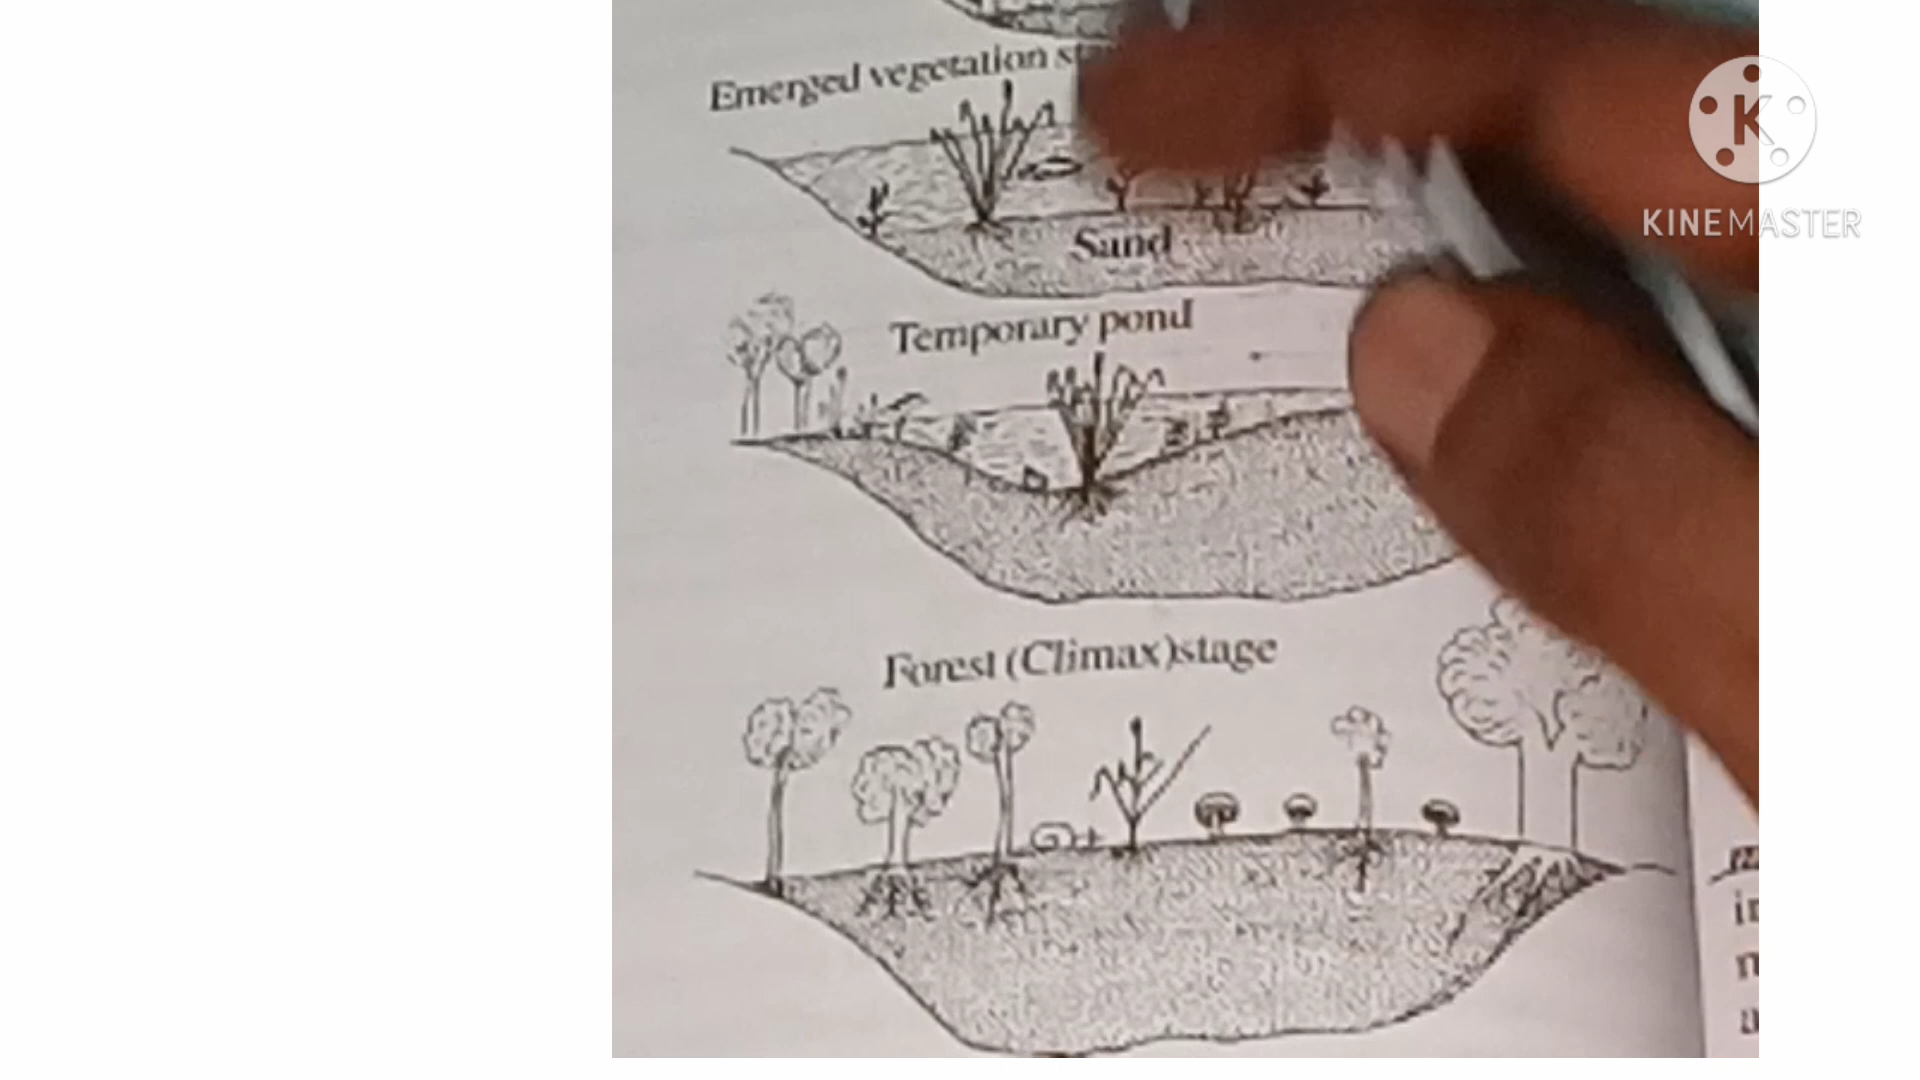 Emerged vegetation
Sand
Temporary pond
Forest (Climax)stage
K
KINEMASTER